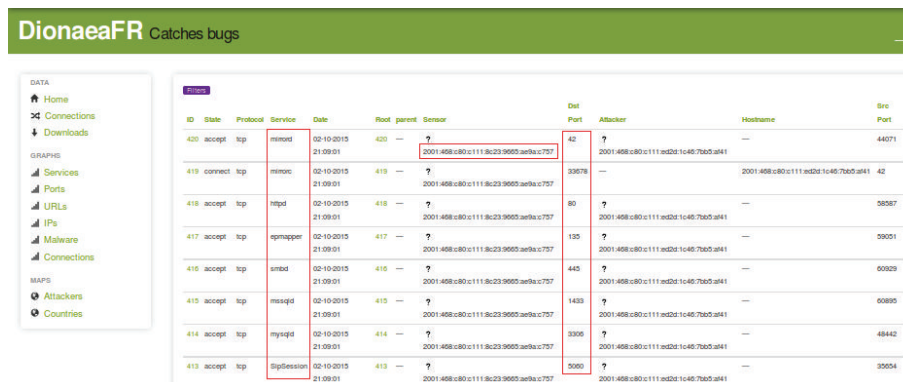 DionaeaFR Catches bugs
DATA
Home
Connections
Downloads
GRAPHS
Services
Ports
URLs
IPs
Malware
Connections
MAPS
Attackers
Countries
Filters
ID State Protocol Service Date Root parent Sensor Dst Port Attacker Hostname Src Port
420 accept tcp mirrord 02-10-2015 420 — ? 42 ? — 44071
21:09:01 2001:468:c80:c111:8c23:9665:ae9a:c757 2001:468:c80:c111:ed2d:1c46:7bb5:af41
419 connect tcp mirrorc 02-10-2015 419 — ? 33678 — 2001:468:c80:c111:ed2d:1c46:7bb5:af41 42
21:09:01 2001:468:c80:c111:8c23:9665:ae9a:c757
418 accept tcp httpd 02-10-2015 418 — ? 80 ? — 58587
21:09:01 2001:468:c80:c111:8c23:9665:ae9a:c757 2001:468:c80:c111:ed2d:1c46:7bb5:af41
417 accept tcp epmapper 02-10-2015 417 — ? 135 ? — 59051
21:09:01 2001:468:c80:c111:8c23:9665:ae9a:c757 2001:468:c80:c111:ed2d:1c46:7bb5:af41
416 accept tcp smbd 02-10-2015 416 — ? 445 ? — 60929
21:09:01 2001:468:c80:c111:8c23:9665:ae9a:c757 2001:468:c80:c111:ed2d:1c46:7bb5:af41
415 accept tcp mssqld 02-10-2015 415 — ? 1433 ? — 60895
21:09:01 2001:468:c80:c111:8c23:9665:ae9a:c757 2001:468:c80:c111:ed2d:1c46:7bb5:af41
414 accept tcp mysqld 02-10-2015 414 — ? 3306 ? — 48442
21:09:01 2001:468:c80:c111:8c23:9665:ae9a:c757 2001:468:c80:c111:ed2d:1c46:7bb5:af41
413 accept tcp SipSession 02-10-2015 413 — ? 5060 ? — 35654
21:09:01 2001:468:c80:c111:8c23:9665:ae9a:c757 2001:468:c80:c111:ed2d:1c46:7bb5:af41